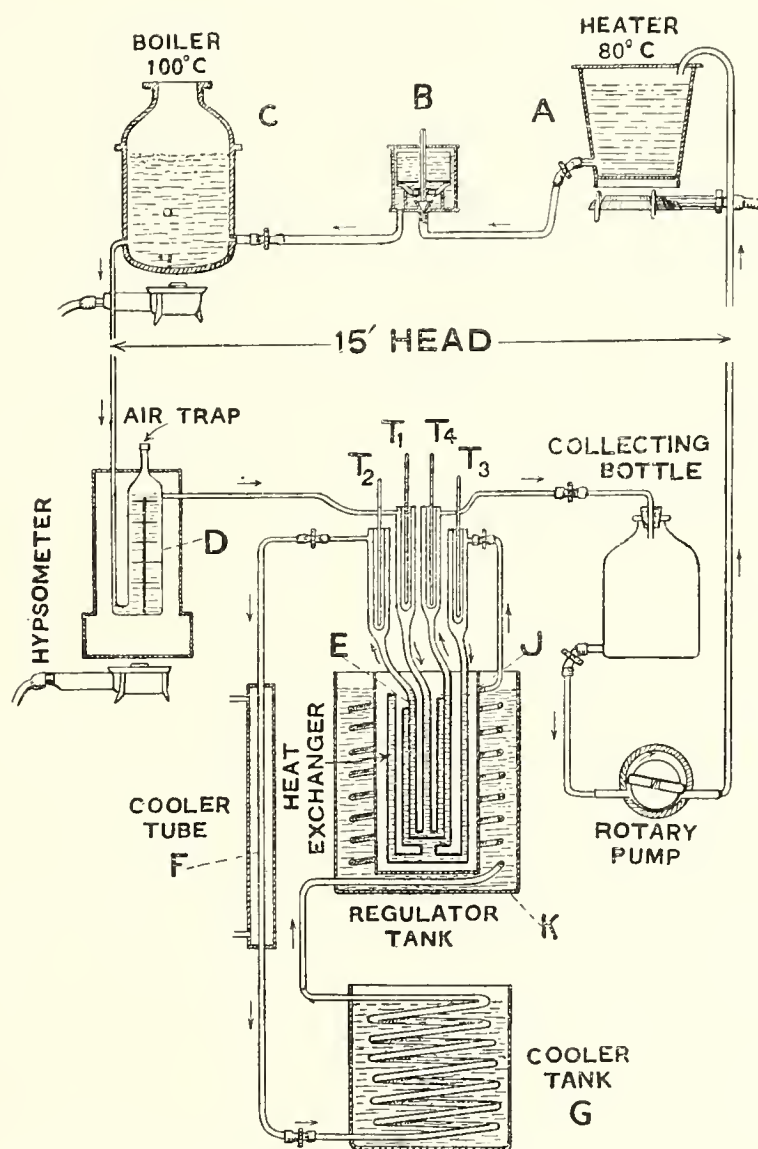 BOILER
100°C
C
B
HEATER
80°C
A
15' HEAD
AIR TRAP
HYPSOMETER
D
T2
T1
T4
T3
COLLECTING
BOTTLE
E
J
HEAT
EXCHANGER
COOLER
TUBE
F
ROTARY
PUMP
REGULATOR
TANK
K
COOLER
TANK
G